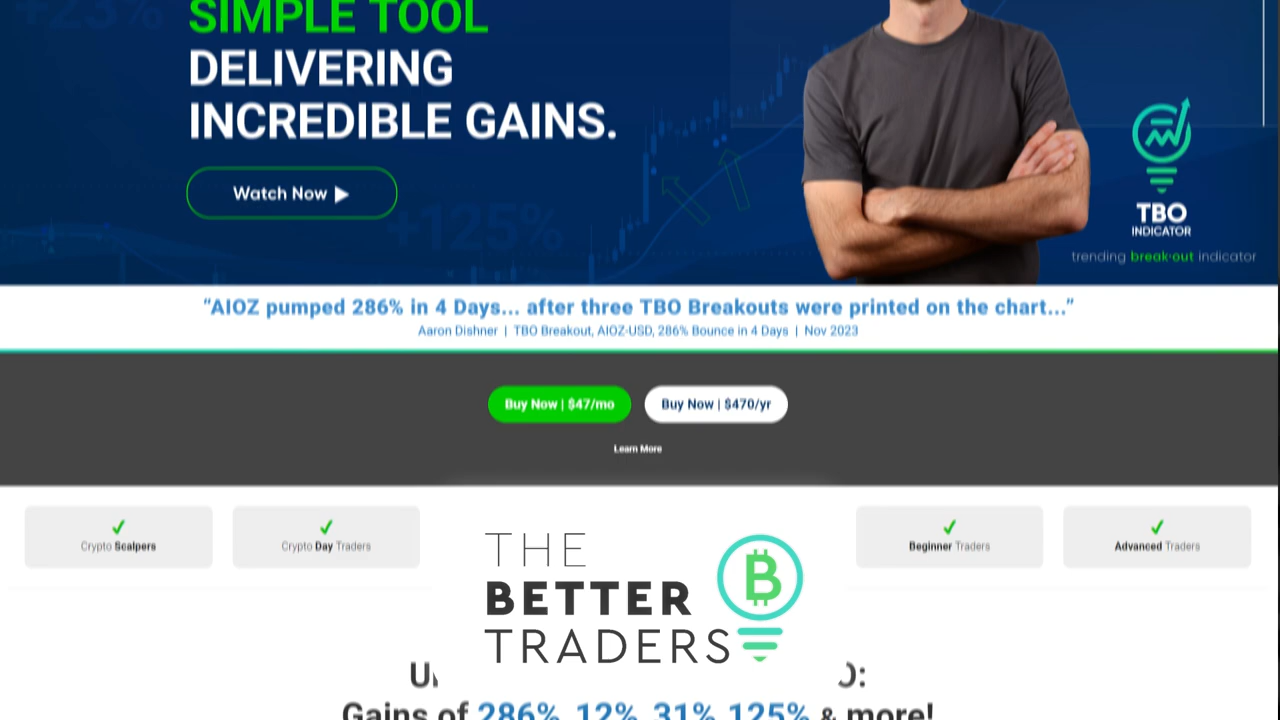 +23%
SIMPLE TOOL
DELIVERING
INCREDIBLE GAINS.
Watch Now
+125%
TBO
INDICATOR
trending break·out indicator
“AIOZ pumped 286% in 4 Days... after three TBO Breakouts were printed on the chart...”
Aaron Dishner | TBO Breakout, AIOZ-USD, 286% Bounce in 4 Days | Nov 2023
Buy Now | $47/mo
Buy Now | $470/yr
Learn More
Crypto Scalpers
Crypto Day Traders
Beginner Traders
Advanced Traders
THE
BETTER
TRADERS
Gains of 286%, 12%, 31%, 125% & more!